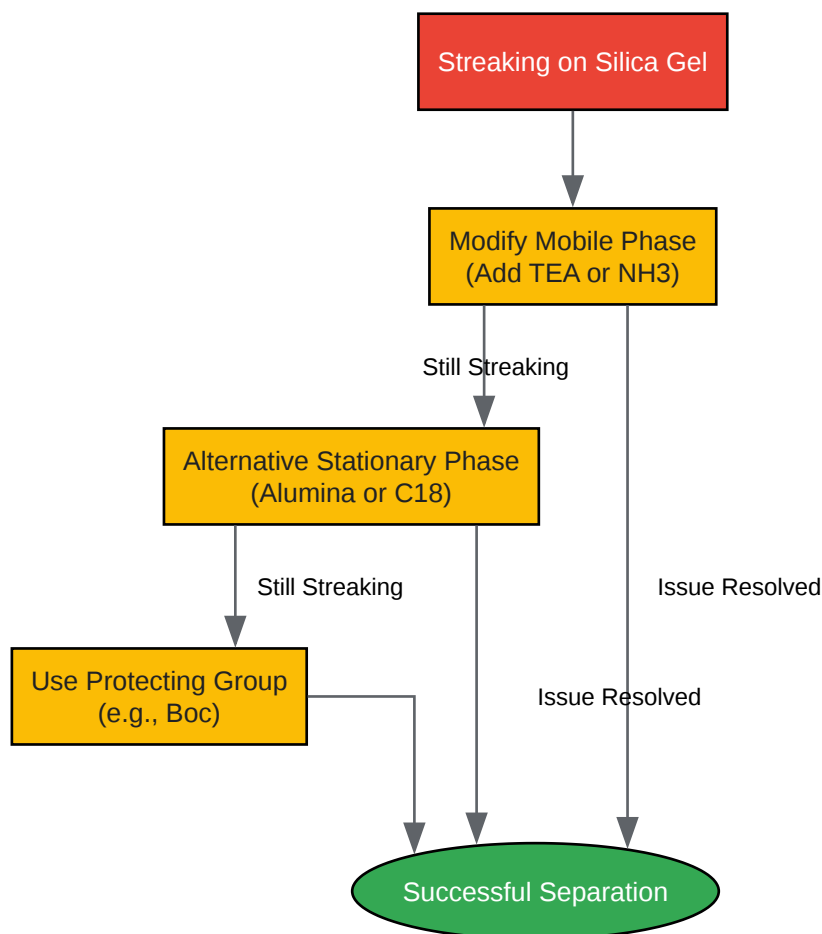 Streaking on Silica Gel
Modify Mobile Phase
(Add TEA or NH3)
Still Streaking
Alternative Stationary Phase
(Alumina or C18)
Still Streaking
Issue Resolved
Use Protecting Group
(e.g., Boc)
Issue Resolved
Successful Separation